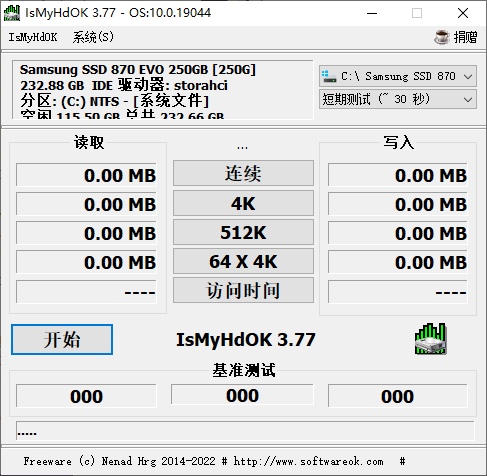 IsMyHdOK 3.77 - OS:10.0.19044
IsMyHdOK 系统(S) 捐赠
Samsung SSD 870 EVO 250GB [250G]
232.88 GB IDE 驱动器: storahci
分区: (C:) NTFS - [系统文件]
空闲 115.50 GB 总共 232.66 GB
C:\ Samsung SSD 870
短期测试 (~ 30 秒)
读取 ... 写入
0.00 MB 连续 0.00 MB
0.00 MB 4K 0.00 MB
0.00 MB 512K 0.00 MB
0.00 MB 64 X 4K 0.00 MB
---- 访问时间 ----
开始 IsMyHdOK 3.77
基准测试
000 000 000
.....
Freeware (c) Nenad Hrg 2014-2022 # http://www.softwareok.com #